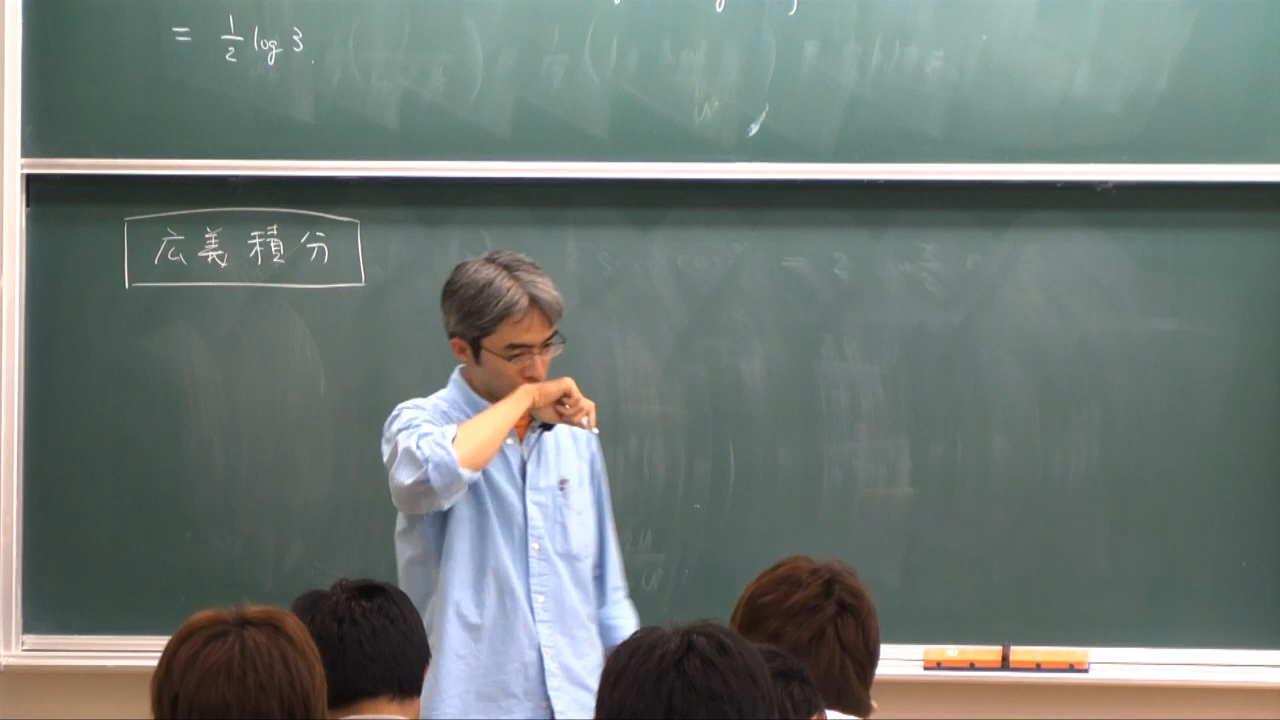 = 1/2 log 3.
広義積分